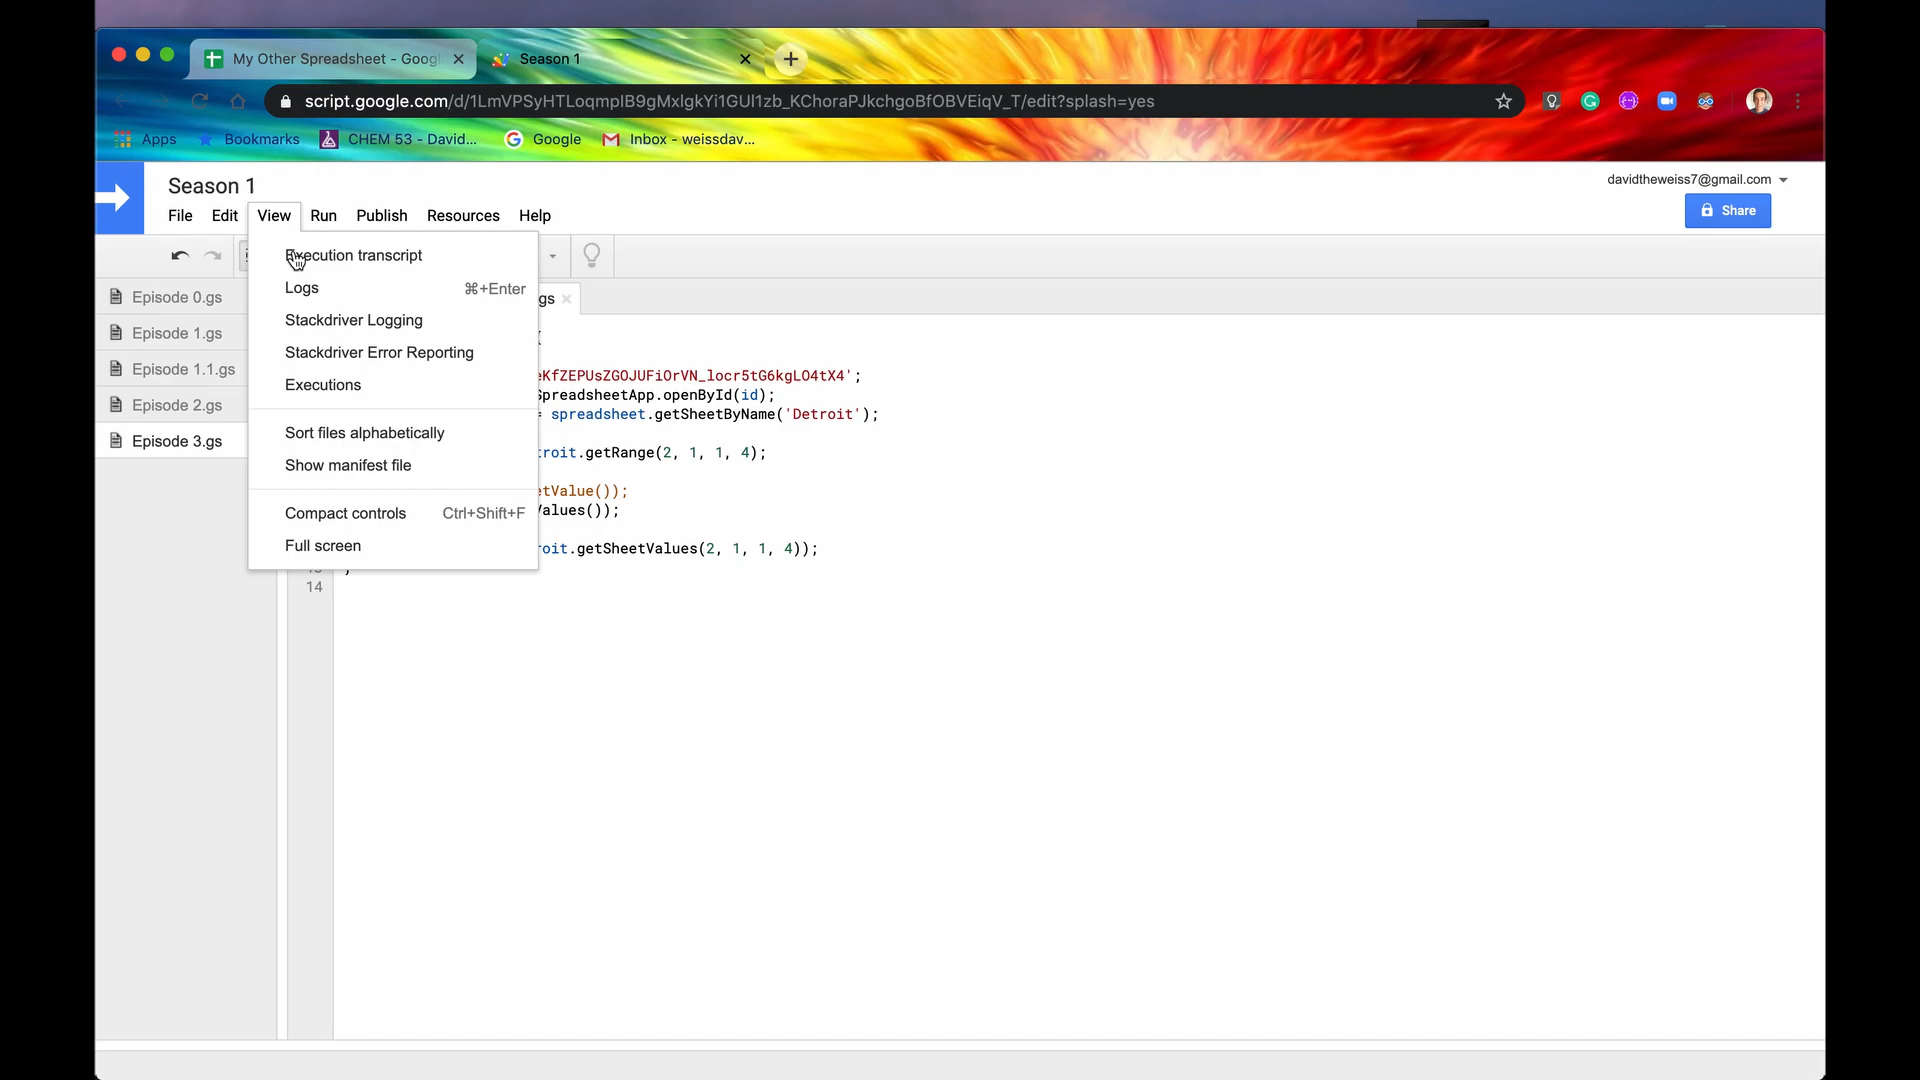 My Other Spreadsheet - Googl
Season 1
script.google.com/d/1LmVPSyHTLoqmpIB9gMxlgkYi1GUl1zb_KChoraPJkchgoBfOBVEiqV_T/edit?splash=yes
Apps
Bookmarks
CHEM 53 - David...
Google
Inbox - weissdav...
Season 1
davidtheweiss7@gmail.com
File Edit View Run Publish Resources Help
Share
Execution transcript
Logs ⌘+Enter
Stackdriver Logging
Stackdriver Error Reporting
Executions
Sort files alphabetically
Show manifest file
Compact controls Ctrl+Shift+F
Full screen
Episode 0.gs
Episode 1.gs
Episode 1.1.gs
Episode 2.gs
Episode 3.gs
gs
{
eKfZEPUsZGOJUFiOrVN_locr5tG6kgLO4tX4';
SpreadsheetApp.openById(id);
= spreadsheet.getSheetByName('Detroit');
troit.getRange(2, 1, 1, 4);
etValue());
Values());
roit.getSheetValues(2, 1, 1, 4));
14